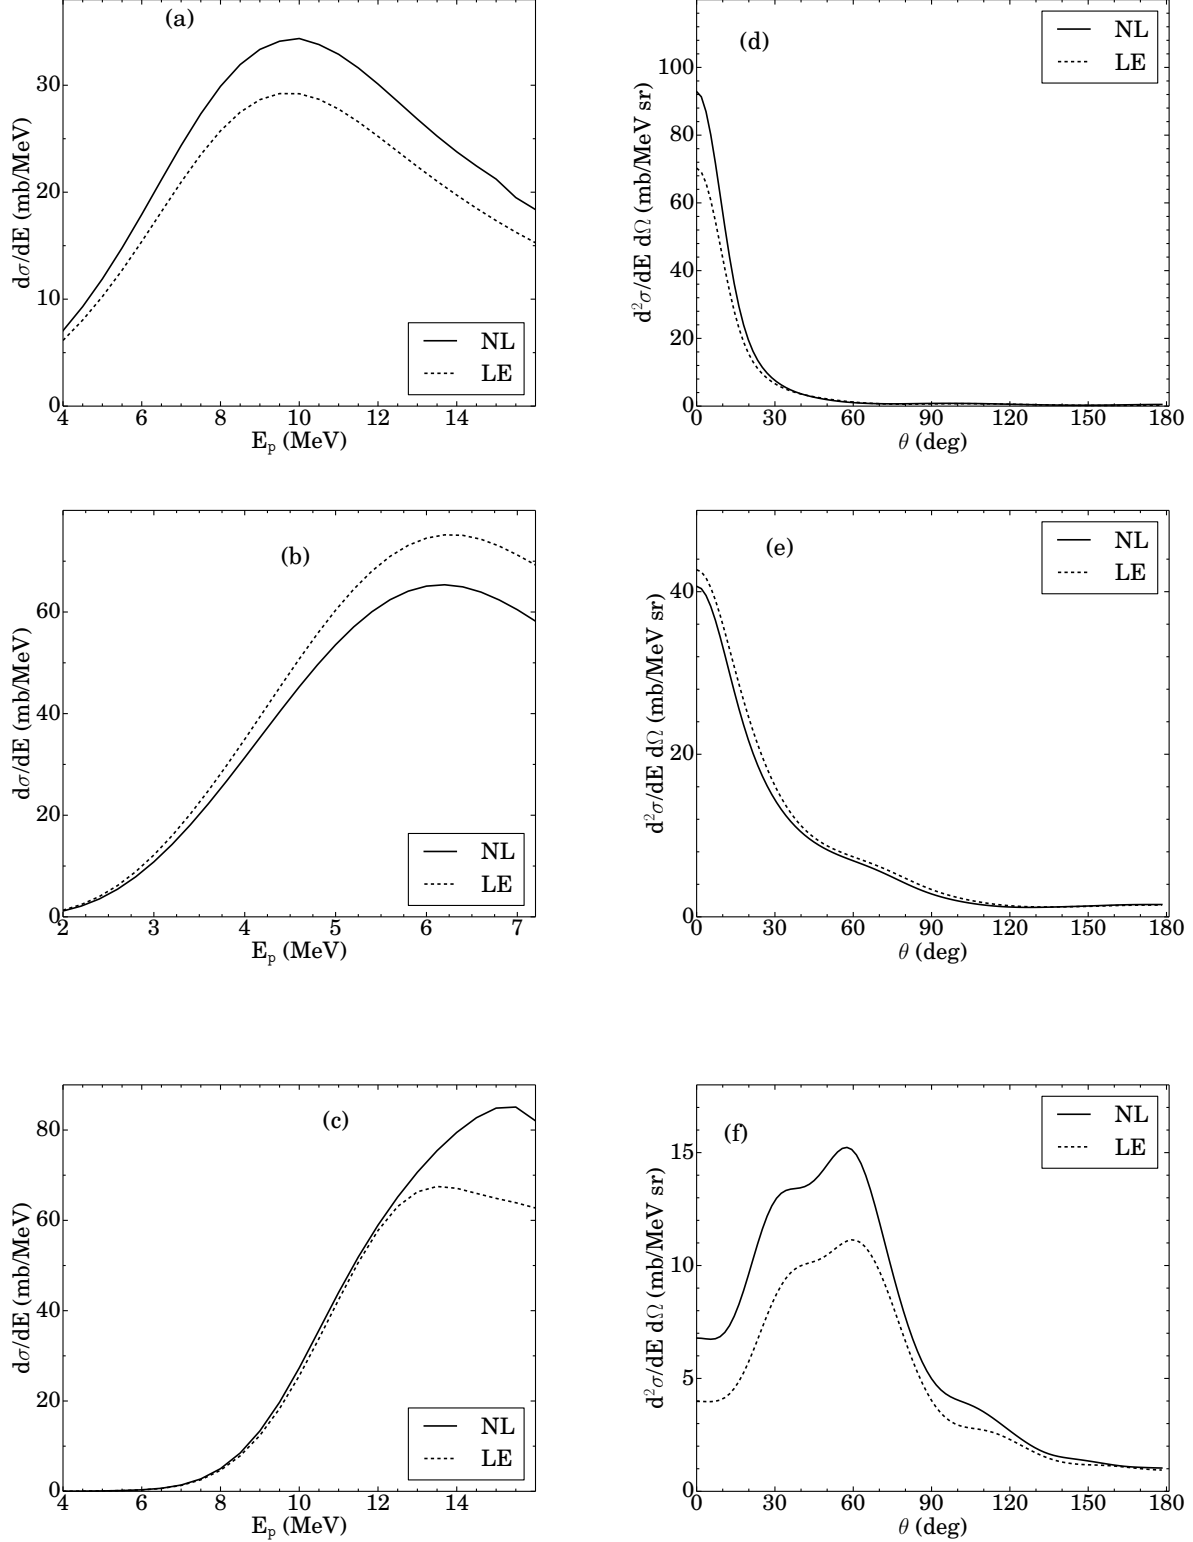 (a)
dσ/dE (mb/MeV)
30
20
10
0
NL
LE
4 6 8 10 12 14
E_p (MeV)
(d)
d²σ/dE dΩ (mb/MeV sr)
100
80
60
40
20
0
NL
LE
0 30 60 90 120 150 180
θ (deg)
(b)
dσ/dE (mb/MeV)
60
40
20
0
NL
LE
2 3 4 5 6 7
E_p (MeV)
(e)
d²σ/dE dΩ (mb/MeV sr)
40
20
0
NL
LE
0 30 60 90 120 150 180
θ (deg)
(c)
dσ/dE (mb/MeV)
80
60
40
20
0
NL
LE
4 6 8 10 12 14
E_p (MeV)
(f)
d²σ/dE dΩ (mb/MeV sr)
15
10
5
0
NL
LE
0 30 60 90 120 150 180
θ (deg)